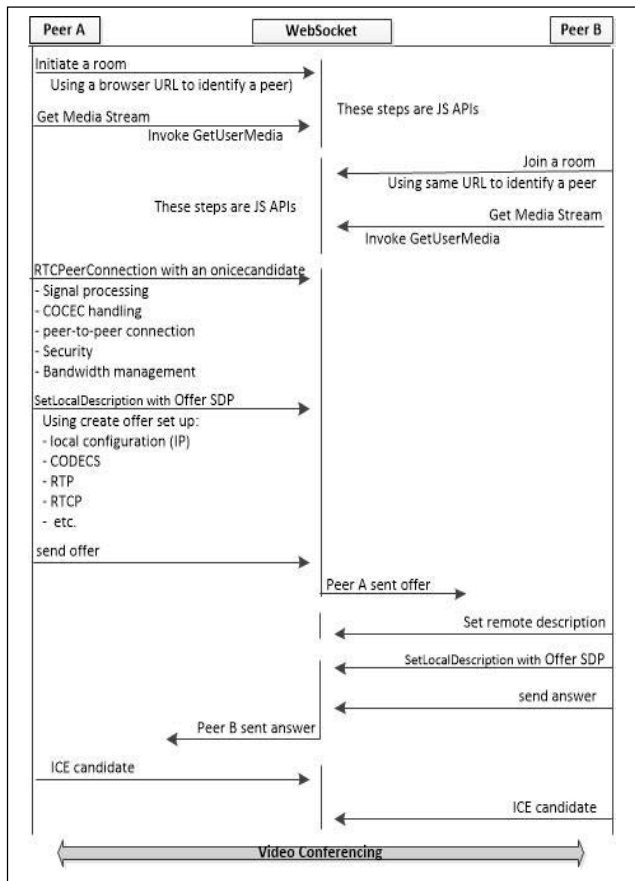 Peer A
WebSocket
Peer B
Initiate a room
Using a browser URL to identify a peer)
These steps are JS APIs
Get Media Stream
Invoke GetUserMedia
Join a room
Using same URL to identify a peer
These steps are JS APIs
Get Media Stream
Invoke GetUserMedia
RTCPeerConnection with an onicecandidate
- Signal processing
- COCEC handling
- peer-to-peer connection
- Security
- Bandwidth management
SetLocalDescription with Offer SDP
Using create offer set up:
- local configuration (IP)
- CODECS
- RTP
- RTCP
- etc.
send offer
Peer A sent offer
Set remote description
SetLocalDescription with Offer SDP
send answer
Peer B sent answer
ICE candidate
ICE candidate
Video Conferencing